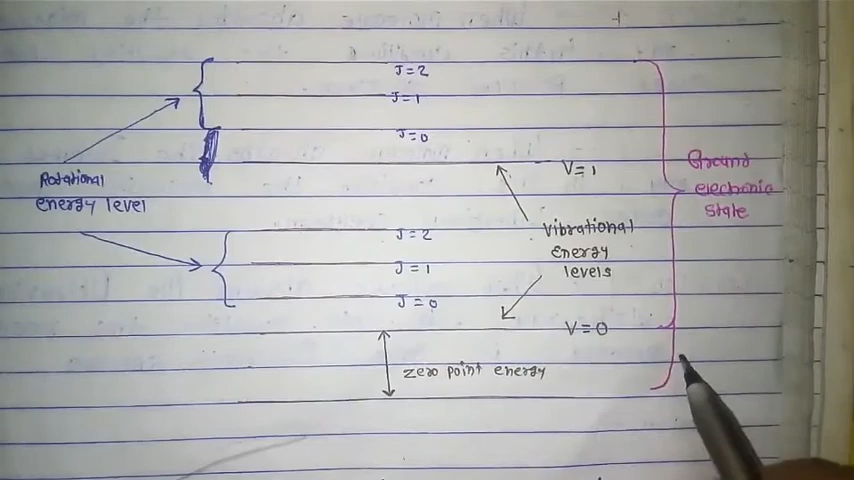 J=2
J=1
J=0
V=1
Rotational
energy level
Ground
electronic
state
J=2
vibrational
energy
levels
J=1
J=0
V=0
zero point energy